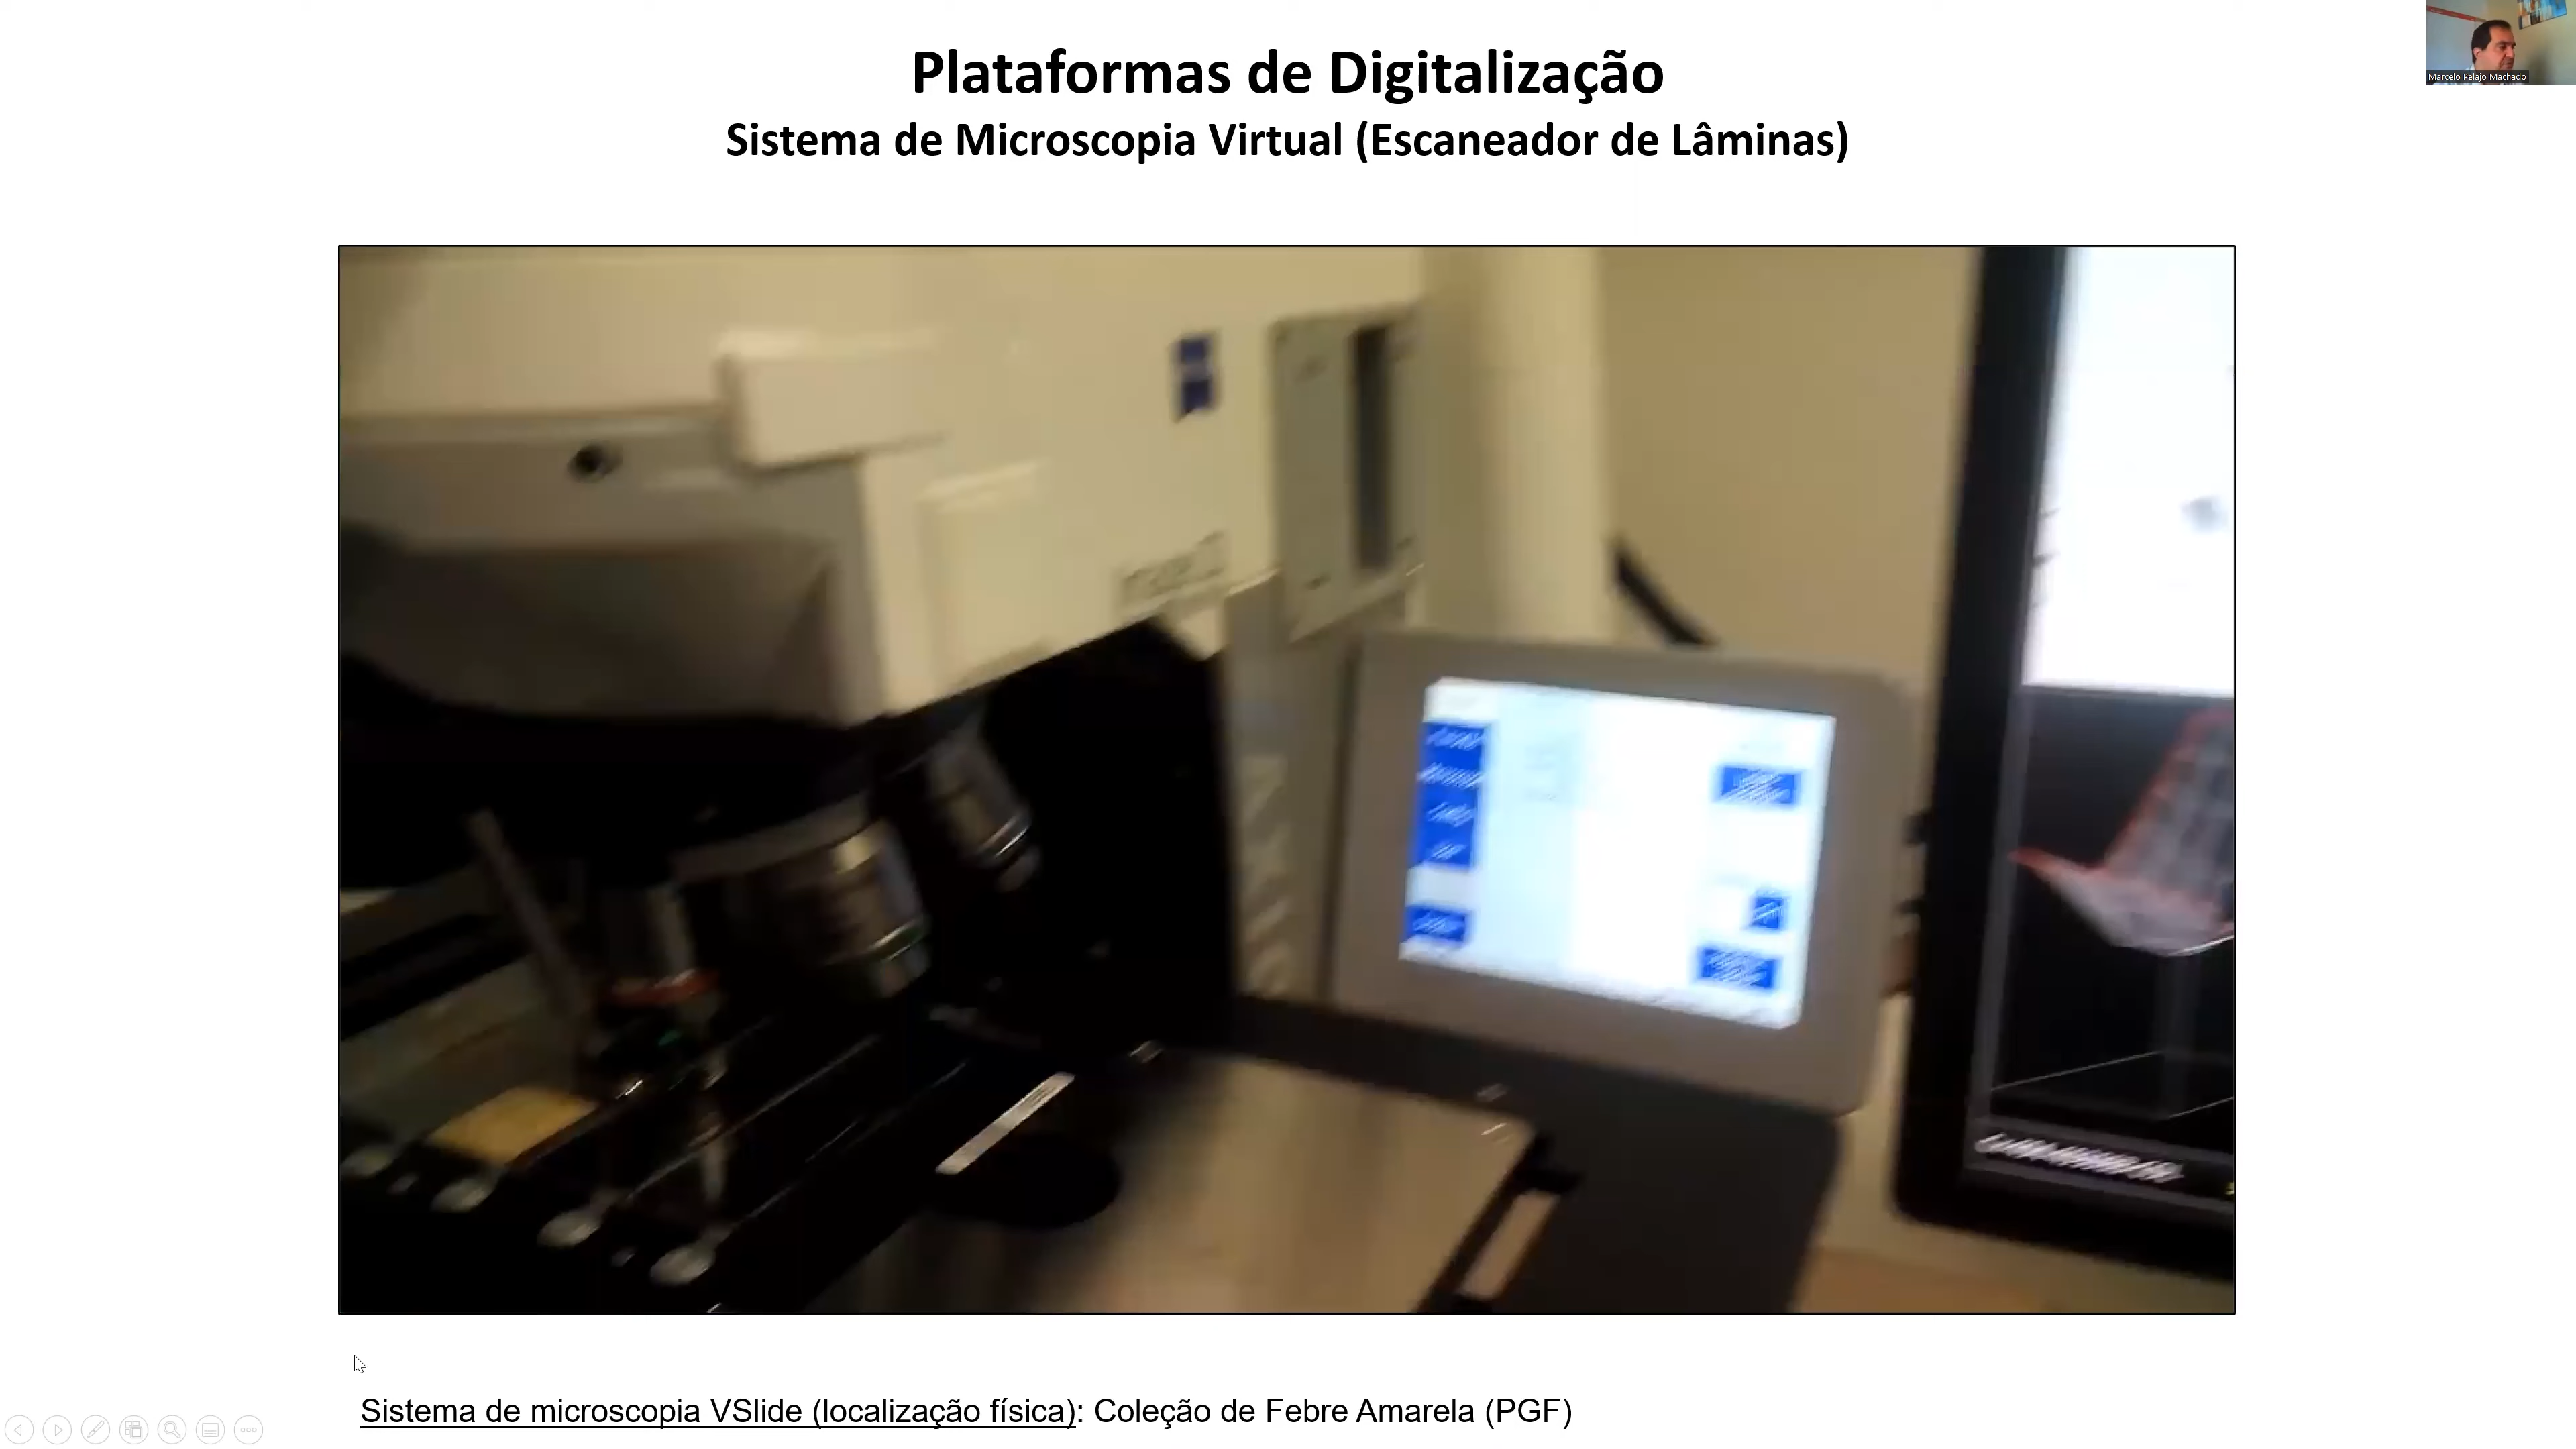 Plataformas de Digitalização
Sistema de Microscopia Virtual (Escaneador de Lâminas)
Marcelo Pelajo Machado
Sistema de microscopia VSlide (localização física): Coleção de Febre Amarela (PGF)